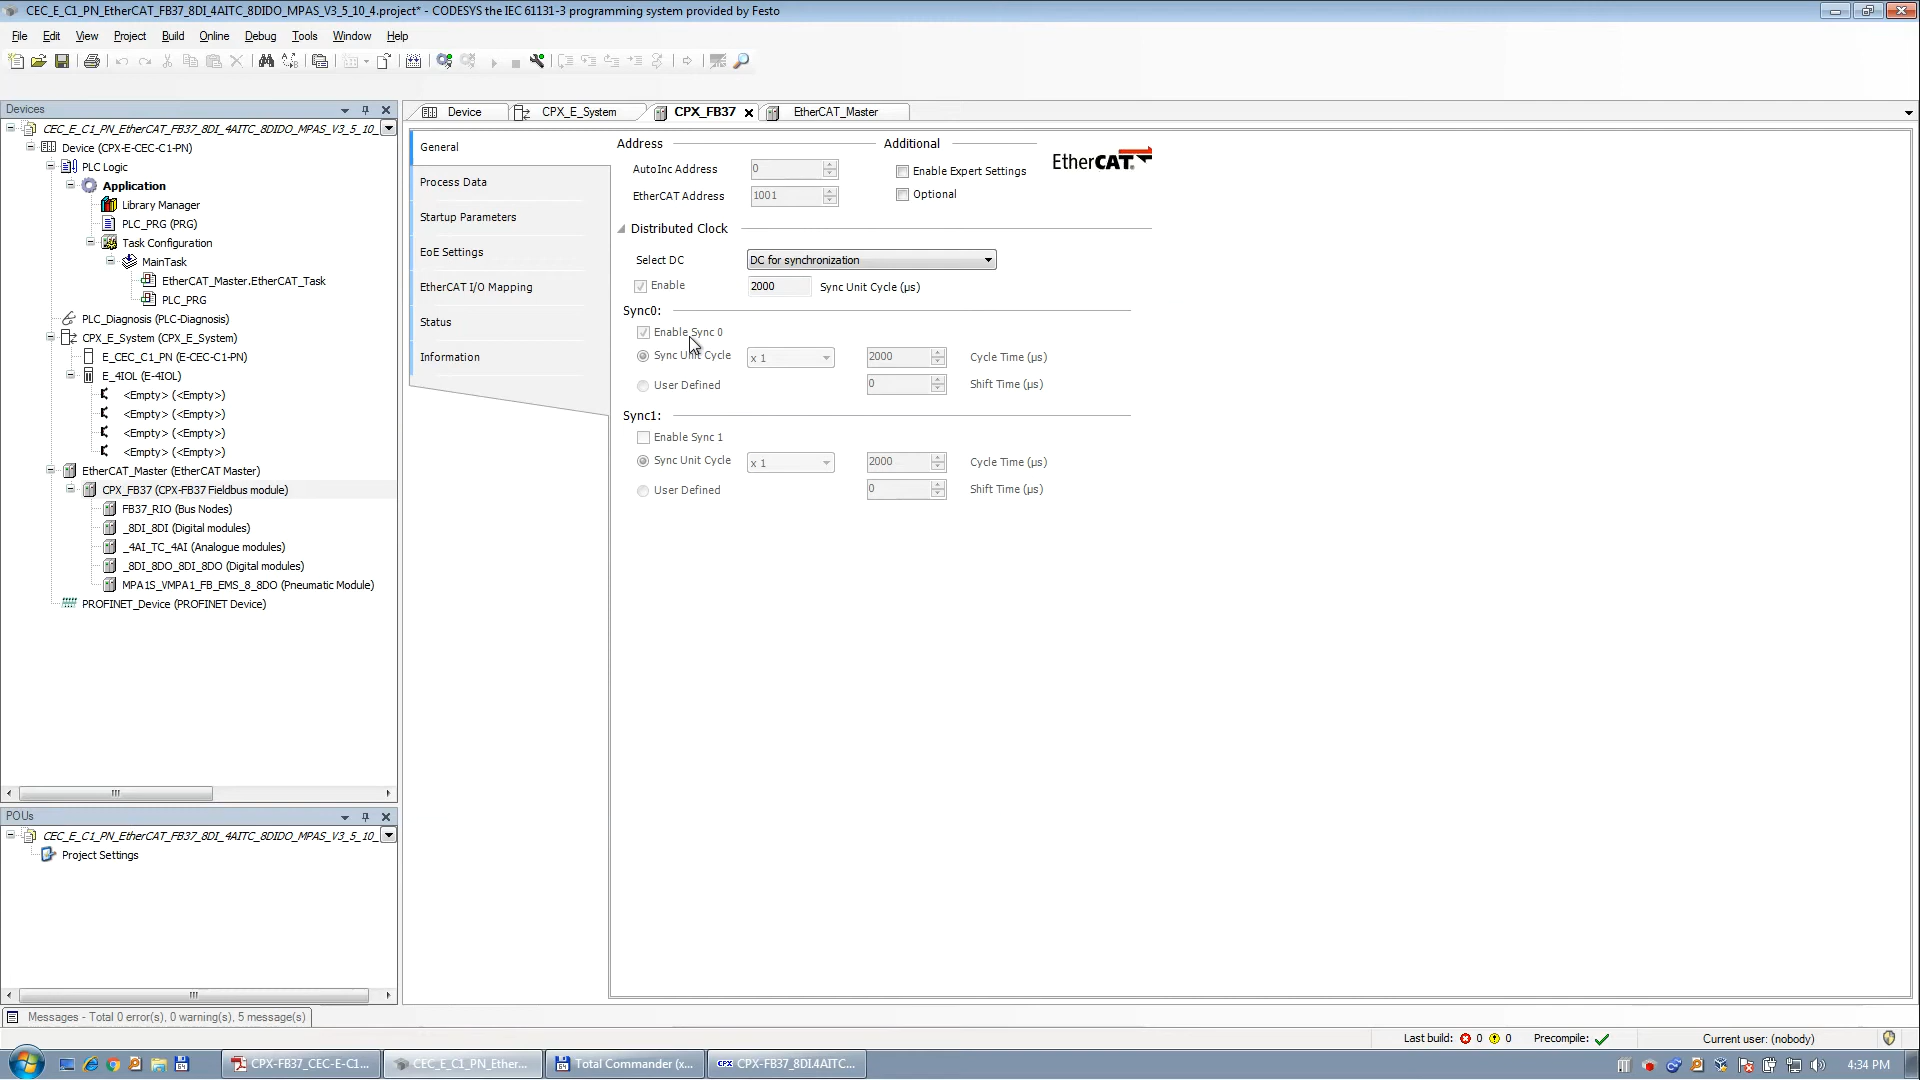 CEC_E_C1_PN_EtherCAT_FB37_8DI_4AITC_8DIDO_MPAS_V3_5_10_4.project* - CODESYS the IEC 61131-3 programming system provided by Festo
File Edit View Project Build Online Debug Tools Window Help
Devices
CEC_E_C1_PN_EtherCAT_FB37_8DI_4AITC_8DIDO_MPAS_V3_5_10_
Device (CPX-E-CEC-C1-PN)
PLC Logic
Application
Library Manager
PLC_PRG (PRG)
Task Configuration
MainTask
EtherCAT_Master.EtherCAT_Task
PLC_PRG
PLC_Diagnosis (PLC-Diagnosis)
CPX_E_System (CPX_E_System)
E_CEC_C1_PN (E-CEC-C1-PN)
E_4IOL (E-4IOL)
<Empty> (<Empty>)
<Empty> (<Empty>)
<Empty> (<Empty>)
<Empty> (<Empty>)
EtherCAT_Master (EtherCAT Master)
CPX_FB37 (CPX-FB37 Fieldbus module)
FB37_RIO (Bus Nodes)
_8DI_8DI (Digital modules)
_4AI_TC_4AI (Analogue modules)
_8DI_8DO_8DI_8DO (Digital modules)
MPA1S_VMPA1_FB_EMS_8_8DO (Pneumatic Module)
PROFINET_Device (PROFINET Device)
POUs
CEC_E_C1_PN_EtherCAT_FB37_8DI_4AITC_8DIDO_MPAS_V3_5_10_
Project Settings
Device CPX_E_System CPX_FB37 EtherCAT_Master
General
Process Data
Startup Parameters
EoE Settings
EtherCAT I/O Mapping
Status
Information
Address Additional
AutoInc Address 0 Enable Expert Settings
EtherCAT Address 1001 Optional
EtherCAT
Distributed Clock
Select DC DC for synchronization
Enable 2000 Sync Unit Cycle (µs)
Sync0:
Enable Sync 0
Sync Unit Cycle x 1 2000 Cycle Time (µs)
User Defined 0 Shift Time (µs)
Sync1:
Enable Sync 1
Sync Unit Cycle x 1 2000 Cycle Time (µs)
User Defined 0 Shift Time (µs)
Messages - Total 0 error(s), 0 warning(s), 5 message(s)
Last build: 0 0 Precompile: Current user: (nobody)
CPX-FB37_CEC-E-C1... CEC_E_C1_PN_Ether... Total Commander (x... CPX-FB37_8DI.4AITC... 4:34 PM